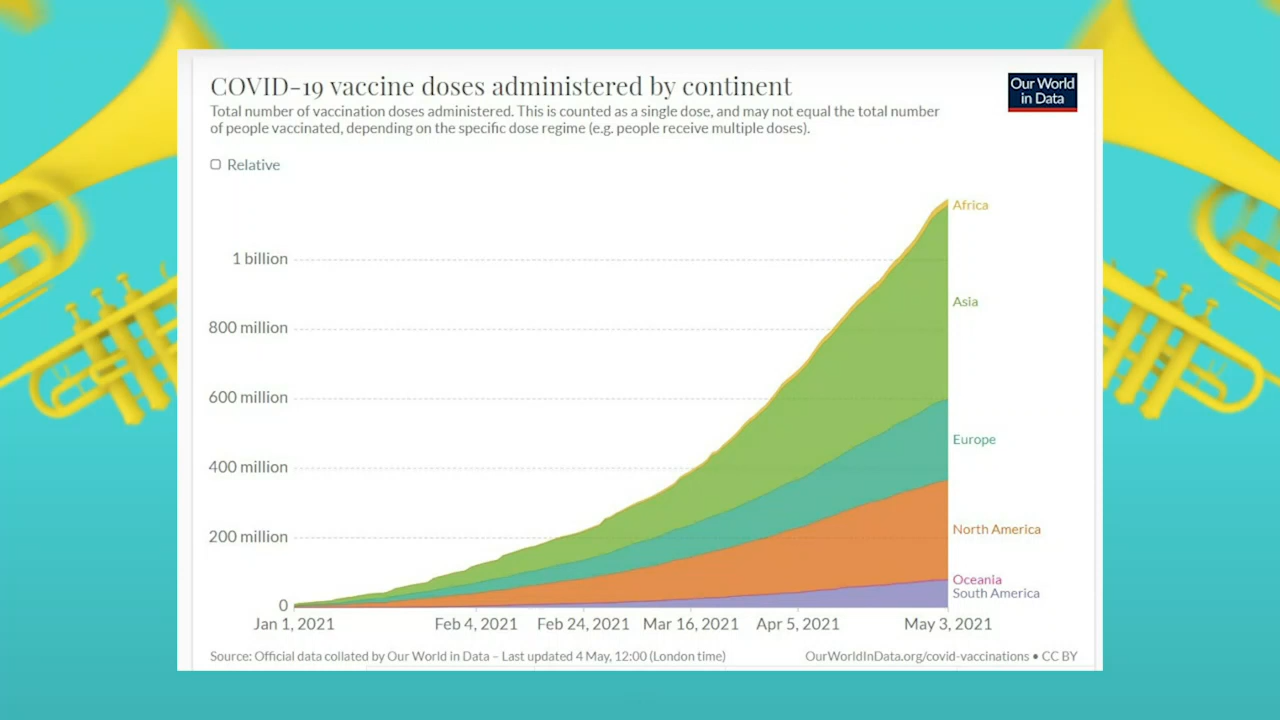 COVID-19 vaccine doses administered by continent
Our World
in Data
Total number of vaccination doses administered. This is counted as a single dose, and may not equal the total number
of people vaccinated, depending on the specific dose regime (e.g. people receive multiple doses).
Relative
Africa
1 billion
Asia
800 million
600 million
Europe
400 million
200 million
North America
Oceania
South America
0
Jan 1, 2021
Feb 4, 2021
Feb 24, 2021
Mar 16, 2021
Apr 5, 2021
May 3, 2021
Source: Official data collated by Our World in Data – Last updated 4 May, 12:00 (London time)
OurWorldInData.org/covid-vaccinations • CC BY